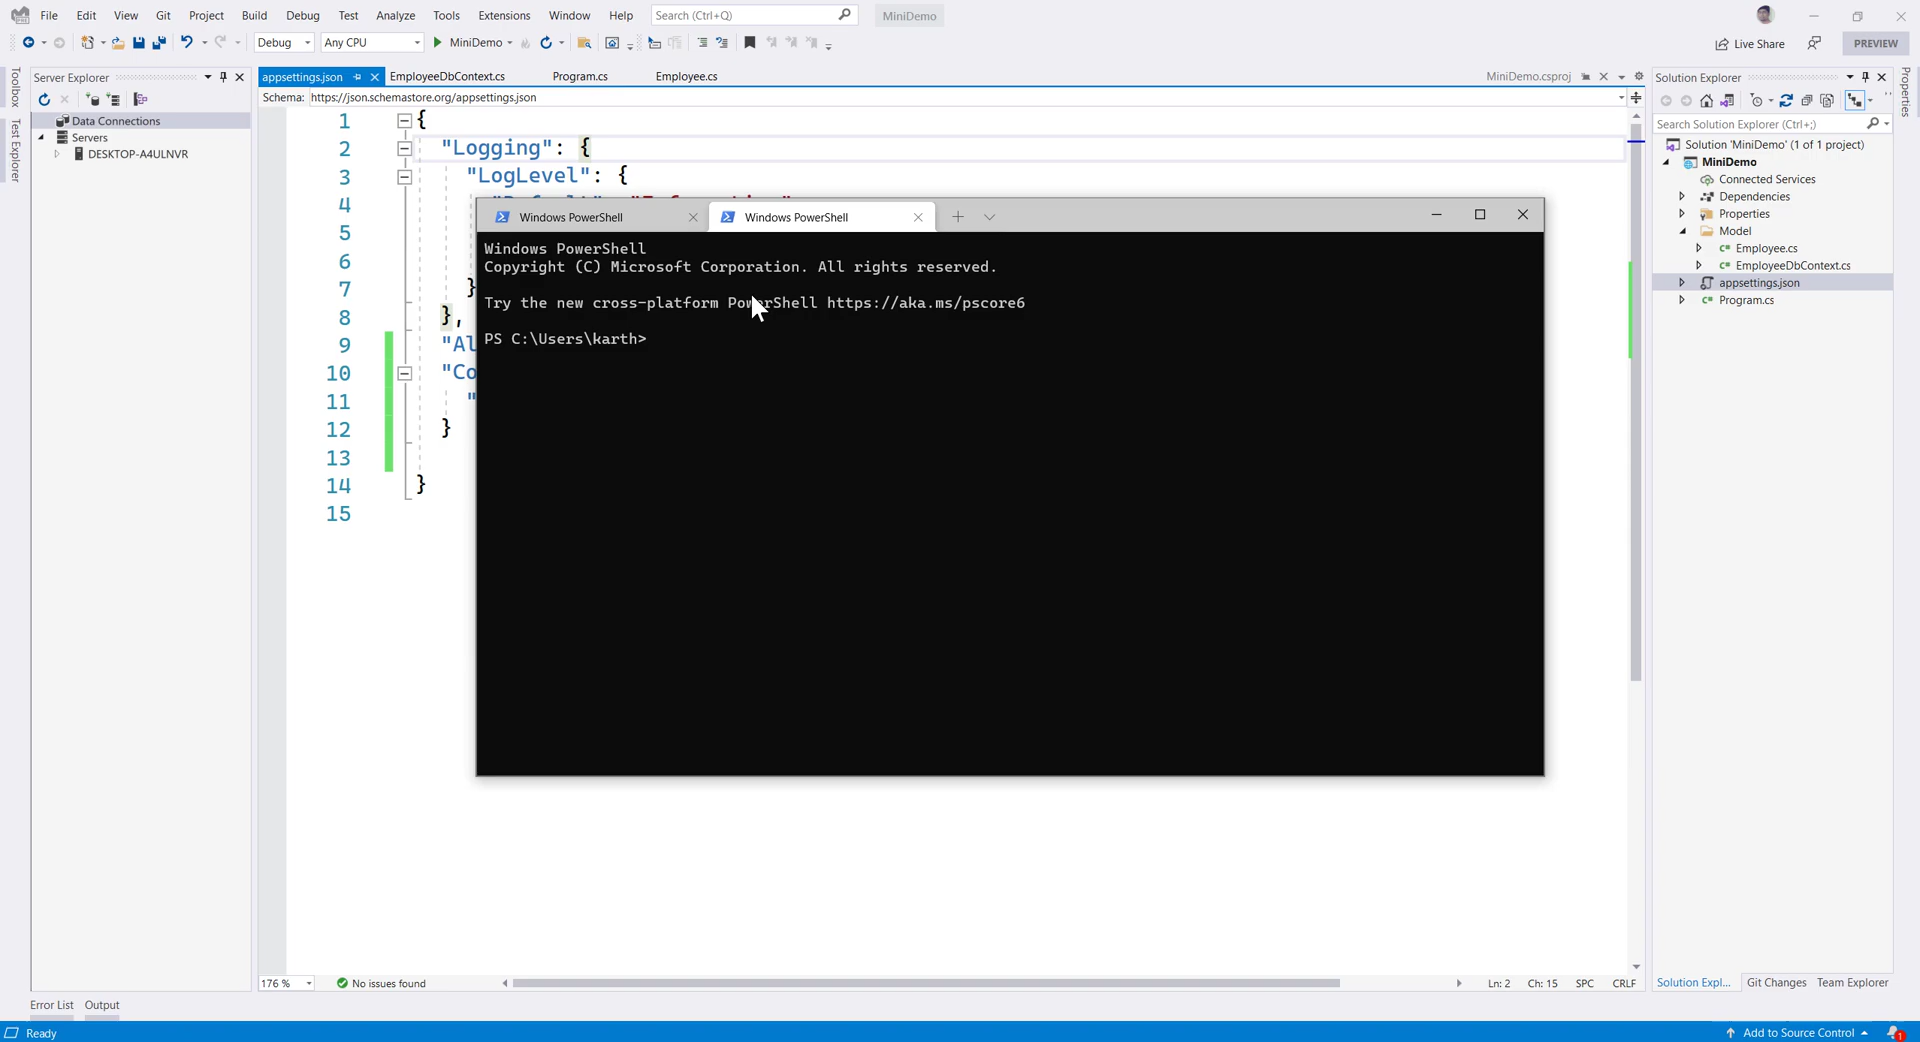 File Edit View Git Project Build Debug Test Analyze Tools Extensions Window Help Search (Ctrl+Q) MiniDemo
Debug Any CPU MiniDemo Live Share PREVIEW
Toolbox
Test Explorer
Server Explorer
Data Connections
Servers
DESKTOP-A4ULNVR
appsettings.json EmployeeDbContext.cs Program.cs Employee.cs MiniDemo.csproj
Schema: https://json.schemastore.org/appsettings.json
1 {
2 "Logging": {
3 "LogLevel": {
4
5
6
7 }
8 },
9 "Al
10 "Co
11 "
12 }
13
14 }
15
Windows PowerShell Windows PowerShell
Windows PowerShell
Copyright (C) Microsoft Corporation. All rights reserved.
Try the new cross-platform PowerShell https://aka.ms/pscore6
PS C:\Users\karth>
176 % No issues found Ln: 2 Ch: 15 SPC CRLF
Solution Explorer
Search Solution Explorer (Ctrl+;)
Solution 'MiniDemo' (1 of 1 project)
MiniDemo
Connected Services
Dependencies
Properties
Model
Employee.cs
EmployeeDbContext.cs
appsettings.json
Program.cs
Solution Expl... Git Changes Team Explorer
Properties
Error List Output
Ready Add to Source Control 1